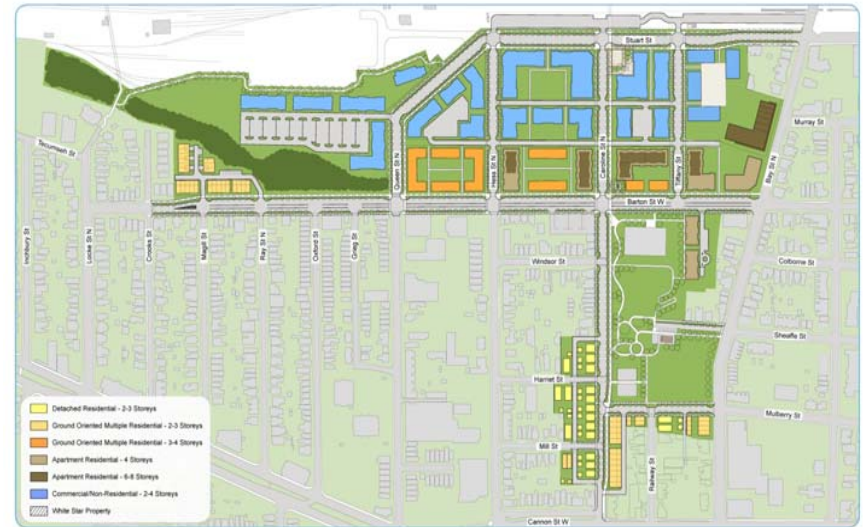 Stuart St
Murray St
Tecumseh St
Queen St N
Hess St N
Caroline St N
Tiffany St
Bay St N
Barton St W
Inchbury St
Locke St N
Crooks St
Magill St
Ray St N
Oxford St
Greig St
Windsor St
Colborne St
Sheaffe St
Harriet St
Mulberry St
Mill St
Railway St
Cannon St W
Detached Residential - 2-3 Storeys
Ground Oriented Multiple Residential - 2-3 Storeys
Ground Oriented Multiple Residential - 3-4 Storeys
Apartment Residential - 4 Storeys
Apartment Residential - 6-8 Storeys
Commercial/Non-Residential - 2-4 Storeys
White Star Property